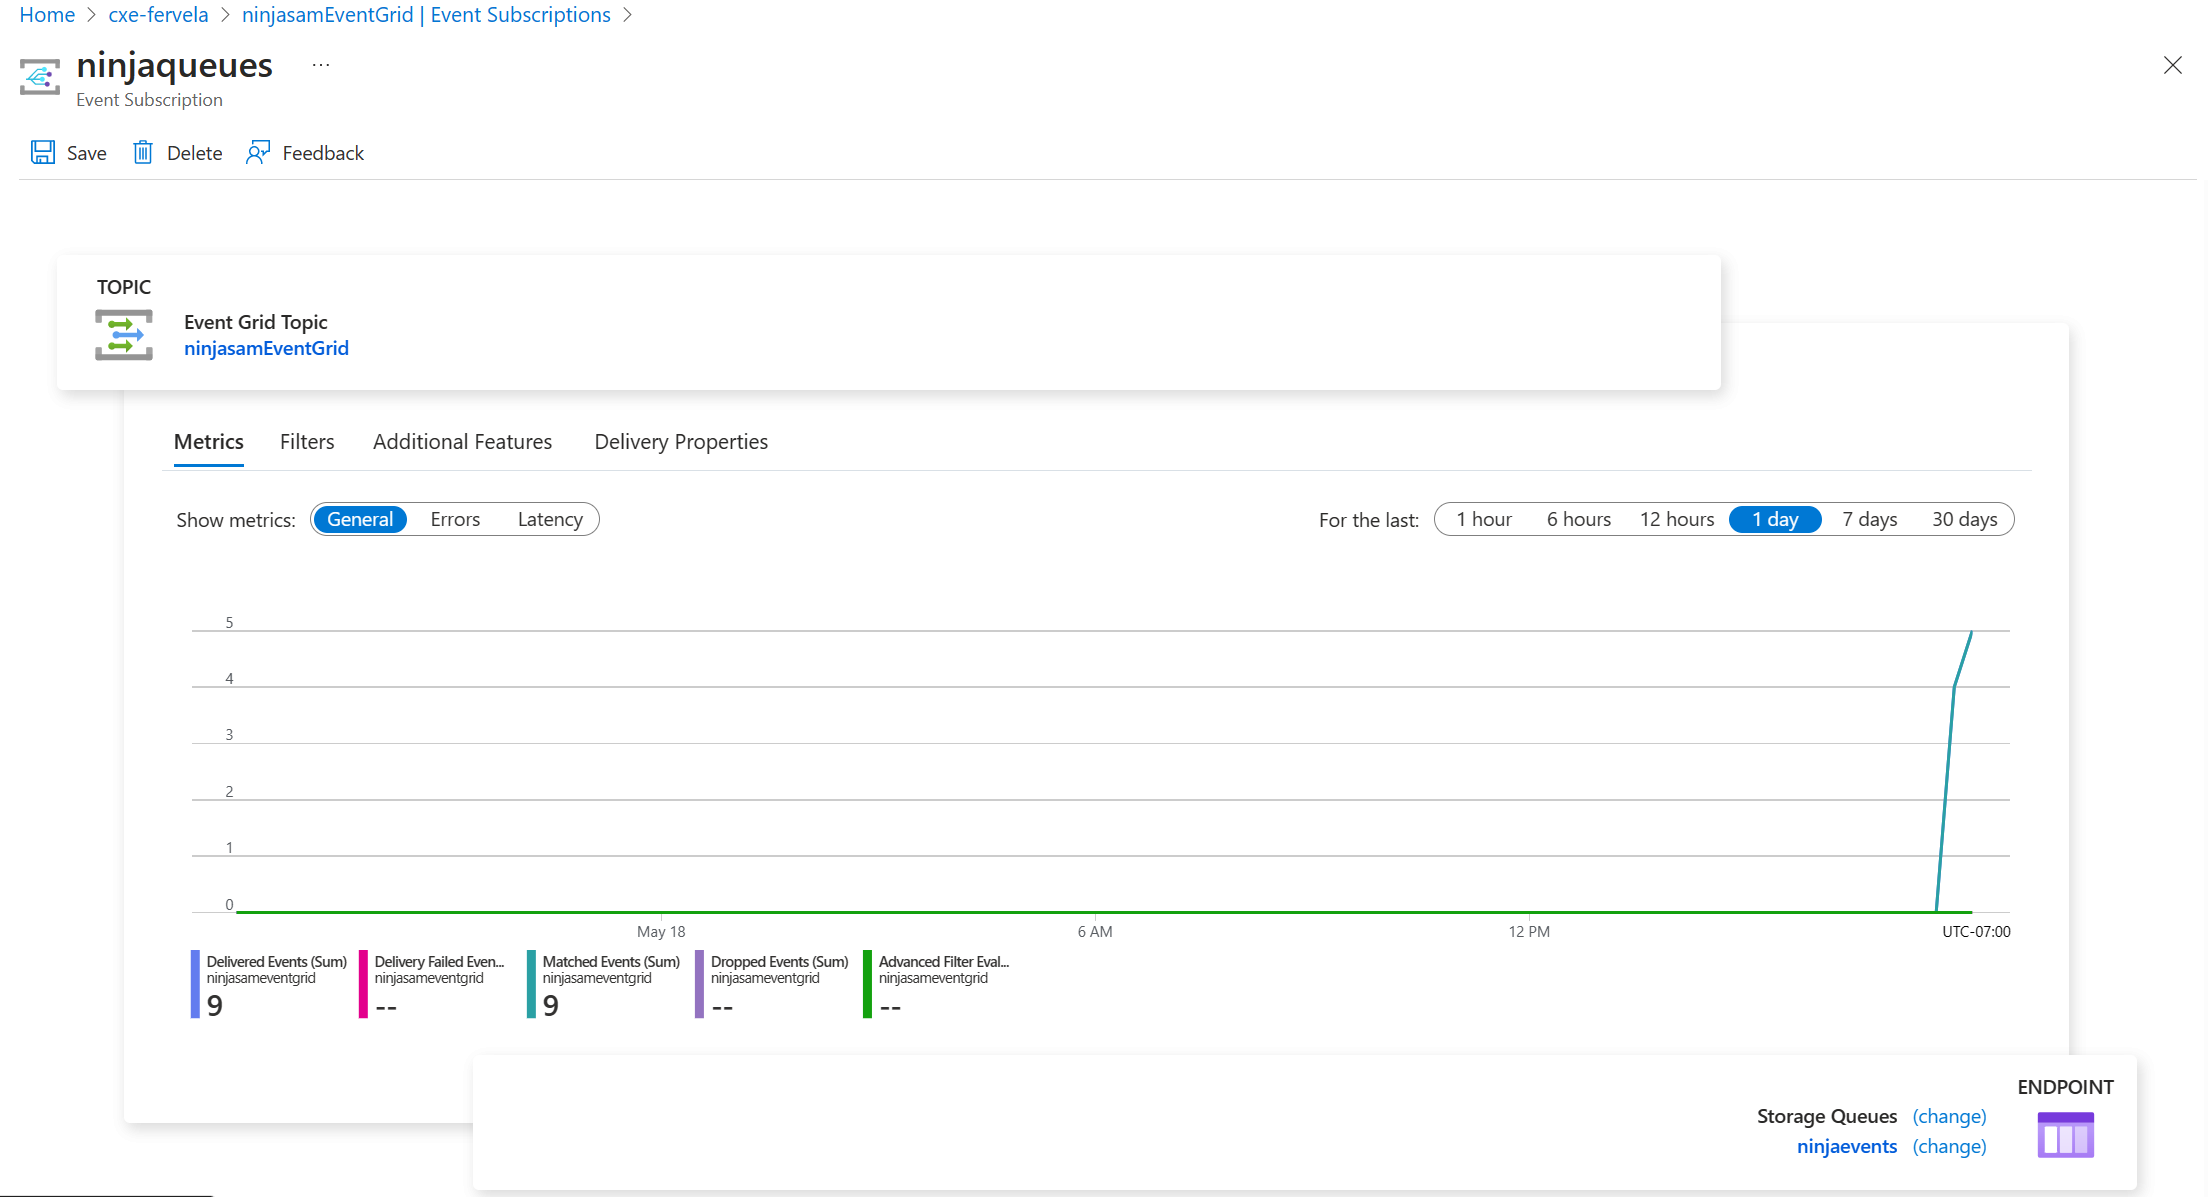 Home > cxe-fervela > ninjasamEventGrid | Event Subscriptions >
ninjaqueues ...
Event Subscription
Save Delete Feedback
TOPIC
Event Grid Topic
ninjasamEventGrid
Metrics Filters Additional Features Delivery Properties
Show metrics: General Errors Latency For the last: 1 hour 6 hours 12 hours 1 day 7 days 30 days
5
4
3
2
1
0
May 18 6 AM 12 PM UTC-07:00
Delivered Events (Sum)
ninjasameventgrid
9
Delivery Failed Even...
ninjasameventgrid
--
Matched Events (Sum)
ninjasameventgrid
9
Dropped Events (Sum)
ninjasameventgrid
--
Advanced Filter Eval...
ninjasameventgrid
--
ENDPOINT
Storage Queues (change)
ninjaevents (change)